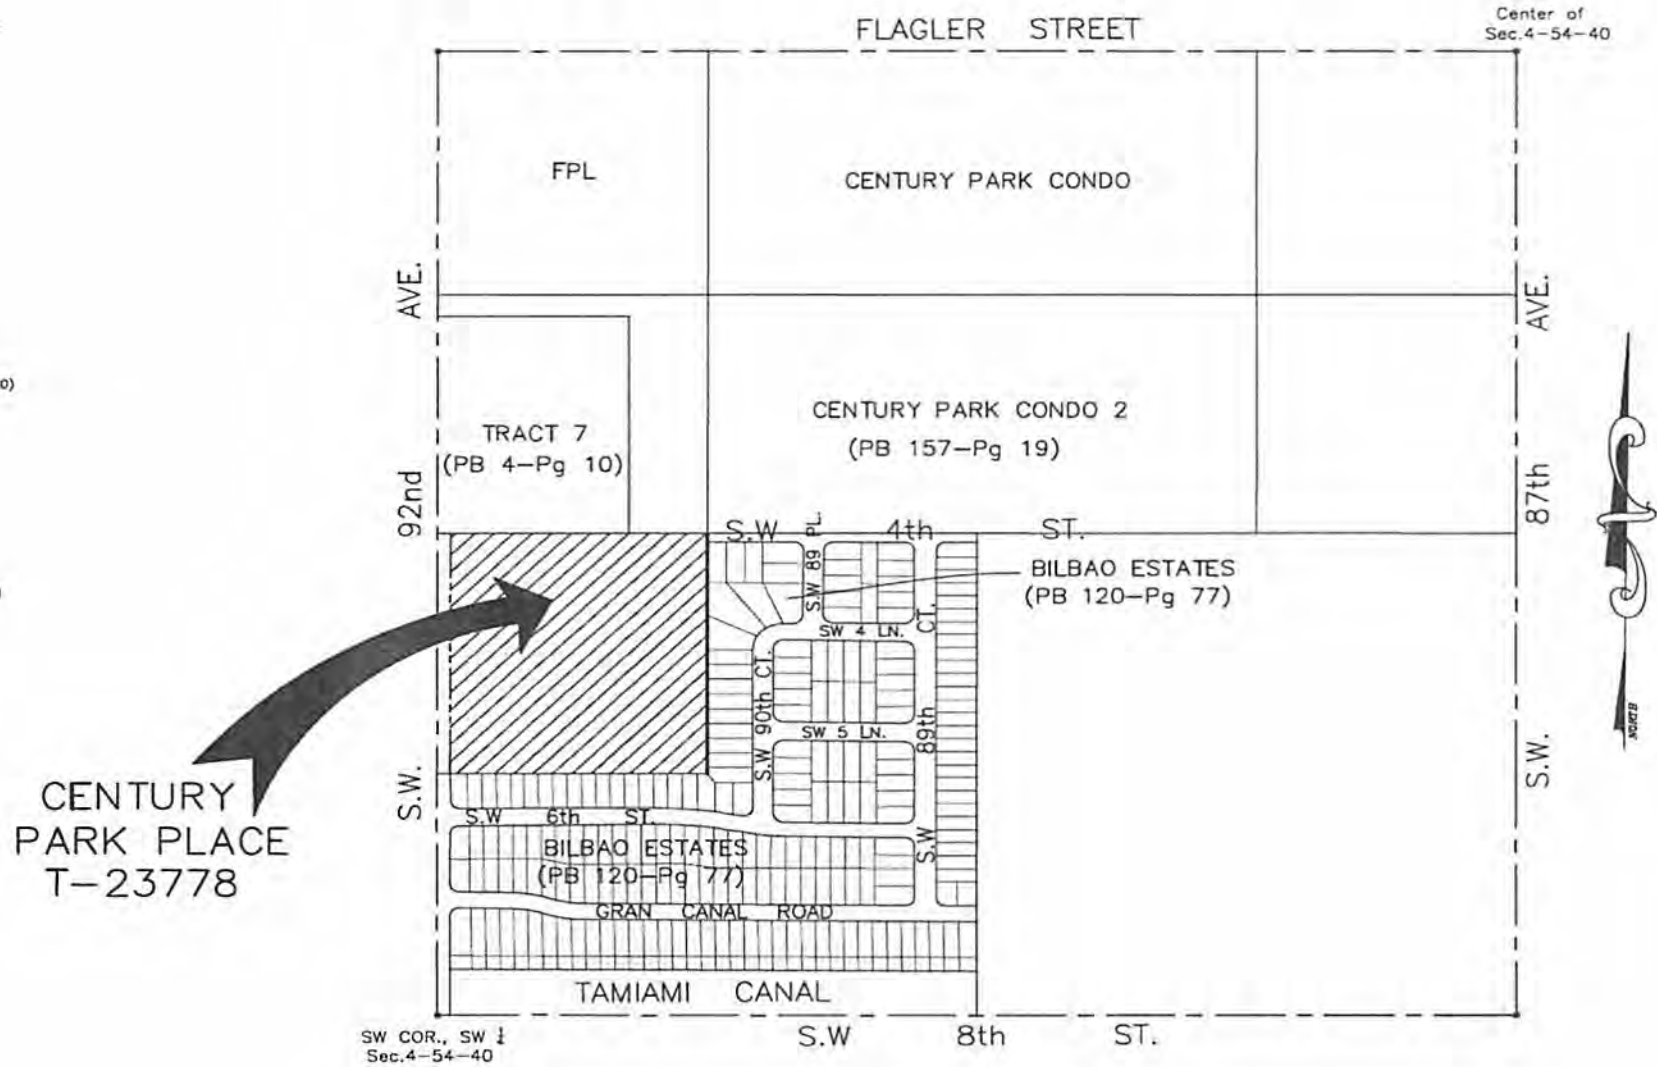 FLAGLER STREET
Center of
Sec.4-54-40
FPL
CENTURY PARK CONDO
AVE.
AVE.
0)
TRACT 7
(PB 4-Pg 10)
CENTURY PARK CONDO 2
(PB 157-Pg 19)
92nd
87th
S.W 4th ST.
S.W 89 PL.
BILBAO ESTATES
(PB 120-Pg 77)
)
SW 4 LN.
CT.
S.W 90th CT.
89th
SW 5 LN.
NORTH
S.W.
S.W.
CENTURY
PARK PLACE
T-23778
S.W 6th ST.
S.W
BILBAO ESTATES
(PB 120-Pg 77)
GRAN CANAL ROAD
TAMIAMI CANAL
SW COR., SW ¼
Sec.4-54-40
S.W 8th ST.